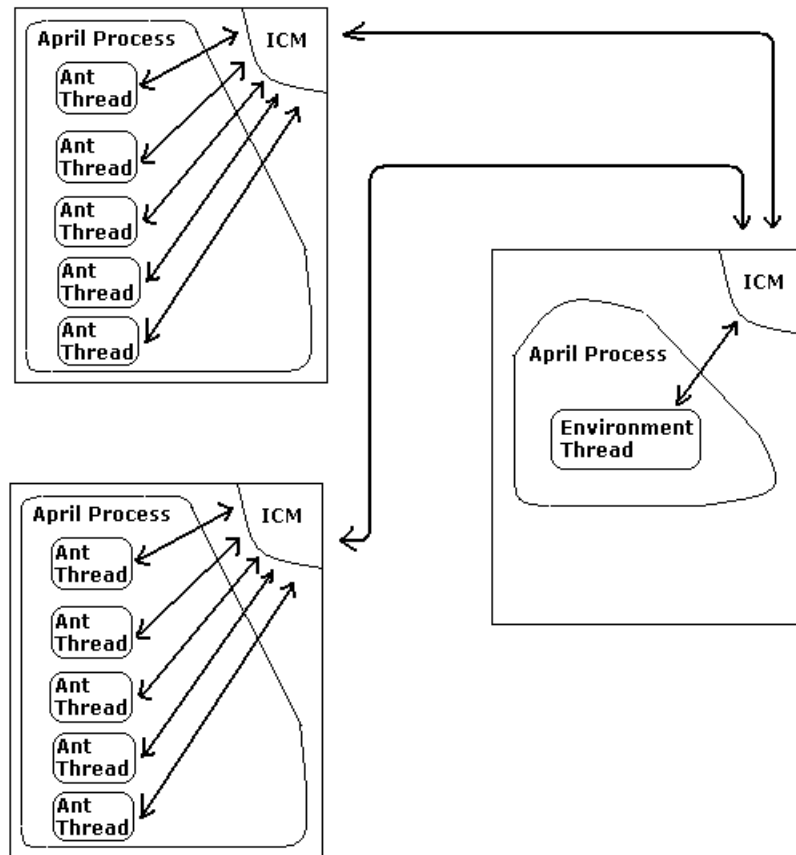 April Process
ICM
Ant
Thread
Ant
Thread
Ant
Thread
Ant
Thread
Ant
Thread
ICM
April Process
Environment
Thread
April Process
ICM
Ant
Thread
Ant
Thread
Ant
Thread
Ant
Thread
Ant
Thread